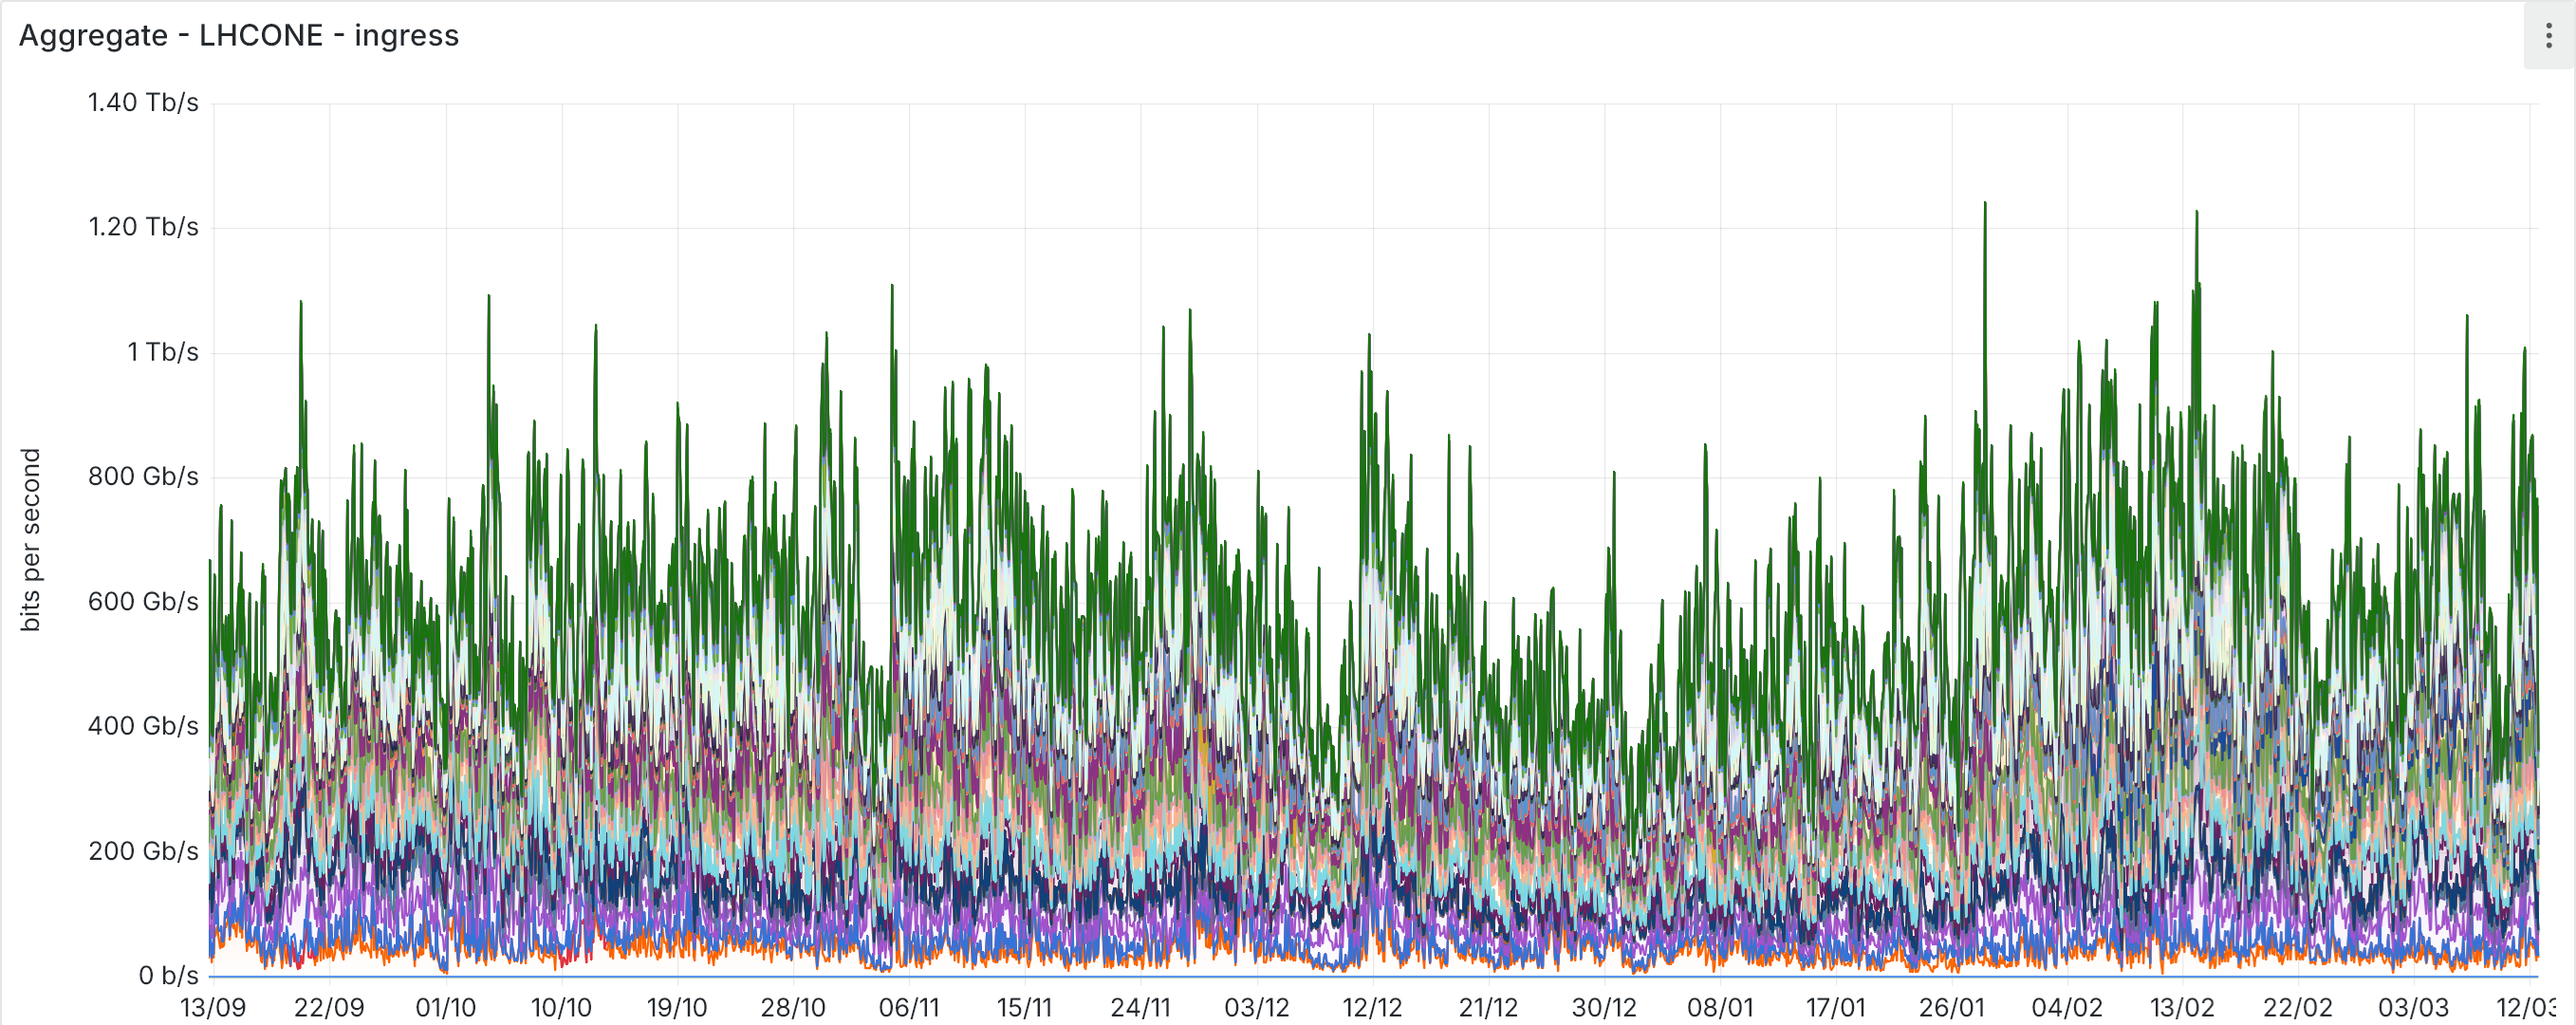 Aggregate - LHCONE - ingress
1.40 Tb/s
1.20 Tb/s
1 Tb/s
800 Gb/s
600 Gb/s
400 Gb/s
200 Gb/s
0 b/s
bits per second
13/09 22/09 01/10 10/10 19/10 28/10 06/11 15/11 24/11 03/12 12/12 21/12 30/12 08/01 17/01 26/01 04/02 13/02 22/02 03/03 12/03